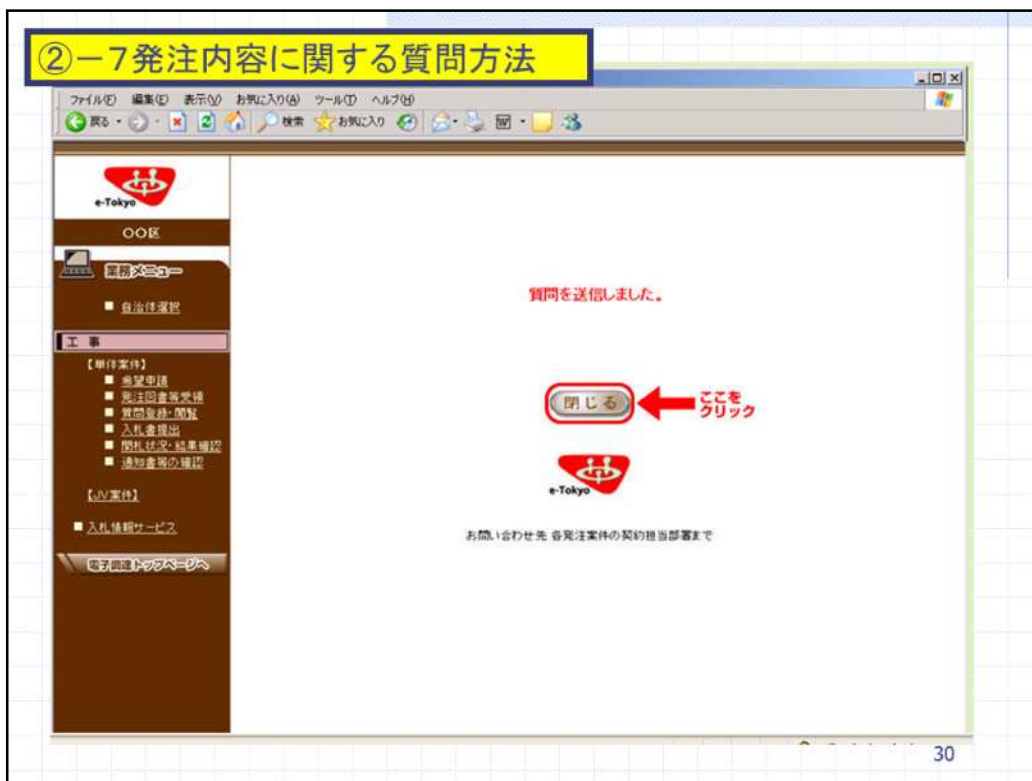 ②－7発注内容に関する質問方法
ファイル(F) 編集(E) 表示(V) お気に入り(A) ツール(T) ヘルプ(H)
戻る 検索 お気に入り
e-Tokyo
〇〇区
業務メニュー
■ 自治体選択
工 事
【単体案件】
■ 希望申請
■ 発注図書等受領
■ 質問登録・閲覧
■ 入札書提出
■ 開札状況・結果確認
■ 通知書等の確認
【JV案件】
■ 入札情報サービス
電子調達トップページへ
質問を送信しました。
閉じる
ここを
クリック
e-Tokyo
お問い合わせ先 各発注案件の契約担当部署まで
30